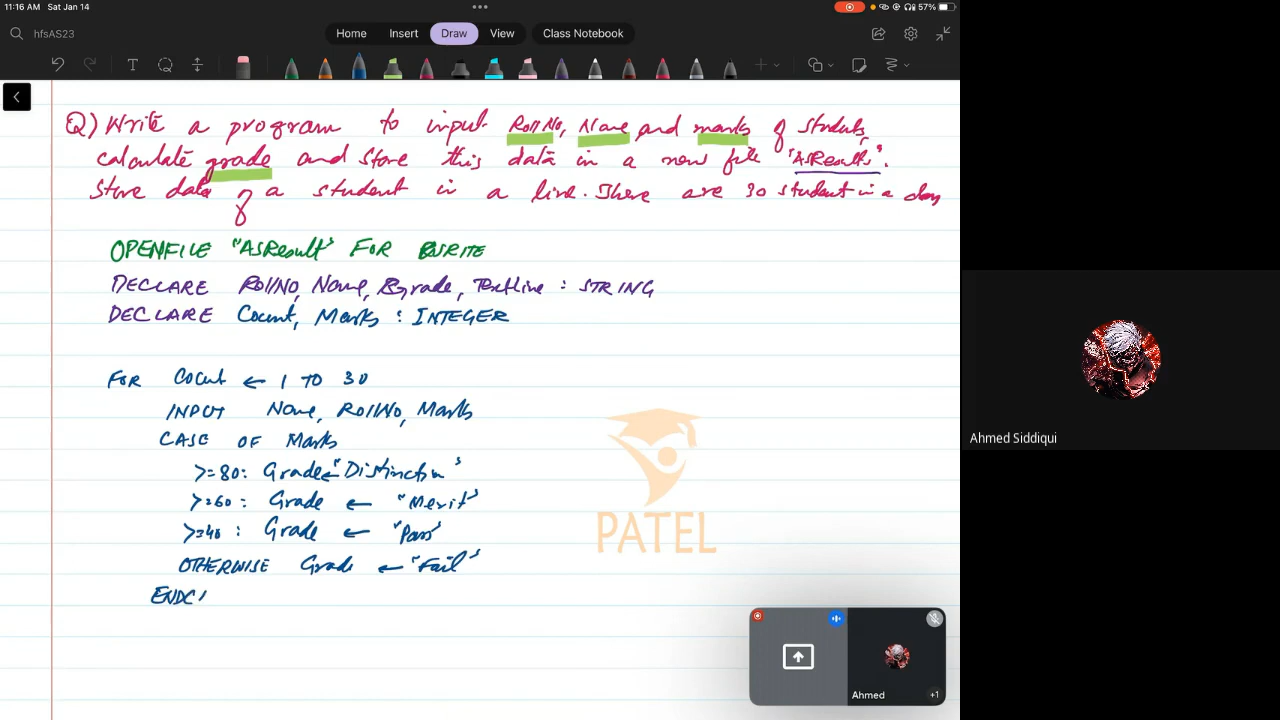 11:16 AM Sat Jan 14
57%
hfsAS23
Home Insert Draw View Class Notebook
Q) Write a program to input RollNo, Name and marks of students,
calculate grade and store this data in a new file "ASResults".
Store data of a student in a line. There are 30 student in a class
OPENFILE "ASResult" FOR WRITE
DECLARE RollNo, Name, Grade, TextLine : STRING
DECLARE Count, Marks : INTEGER
FOR Count ← 1 TO 30
INPUT Name, RollNo, Marks
CASE OF Marks
>=80: Grade ← "Distinction"
>=60: Grade ← "Merit"
>=40: Grade ← "Pass"
OTHERWISE Grade ← "Fail"
ENDC
PATEL
Ahmed Siddiqui
Ahmed +1